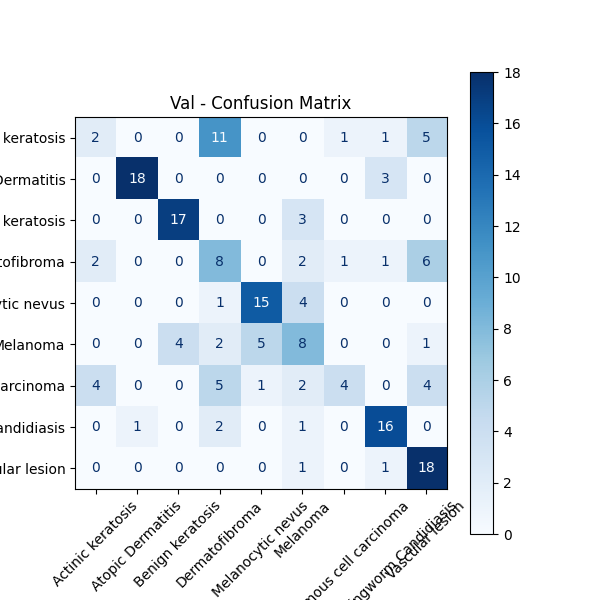 Val - Confusion Matrix
keratosis 2 0 0 11 0 0 1 1 5
Dermatitis 0 18 0 0 0 0 0 3 0
keratosis 0 0 17 0 0 3 0 0 0
tofibroma 2 0 0 8 0 2 1 1 6
tic nevus 0 0 0 1 15 4 0 0 0
Melanoma 0 0 4 2 5 8 0 0 1
arcinoma 4 0 0 5 1 2 4 0 4
andidiasis 0 1 0 2 0 1 0 16 0
ular lesion 0 0 0 0 0 1 0 1 18
Actinic keratosis
Atopic Dermatitis
Benign keratosis
Dermatofibroma
Melanocytic nevus
Melanoma
mous cell carcinoma
ngworm Candidiasis
Vascular lesion
18
16
14
12
10
8
6
4
2
0